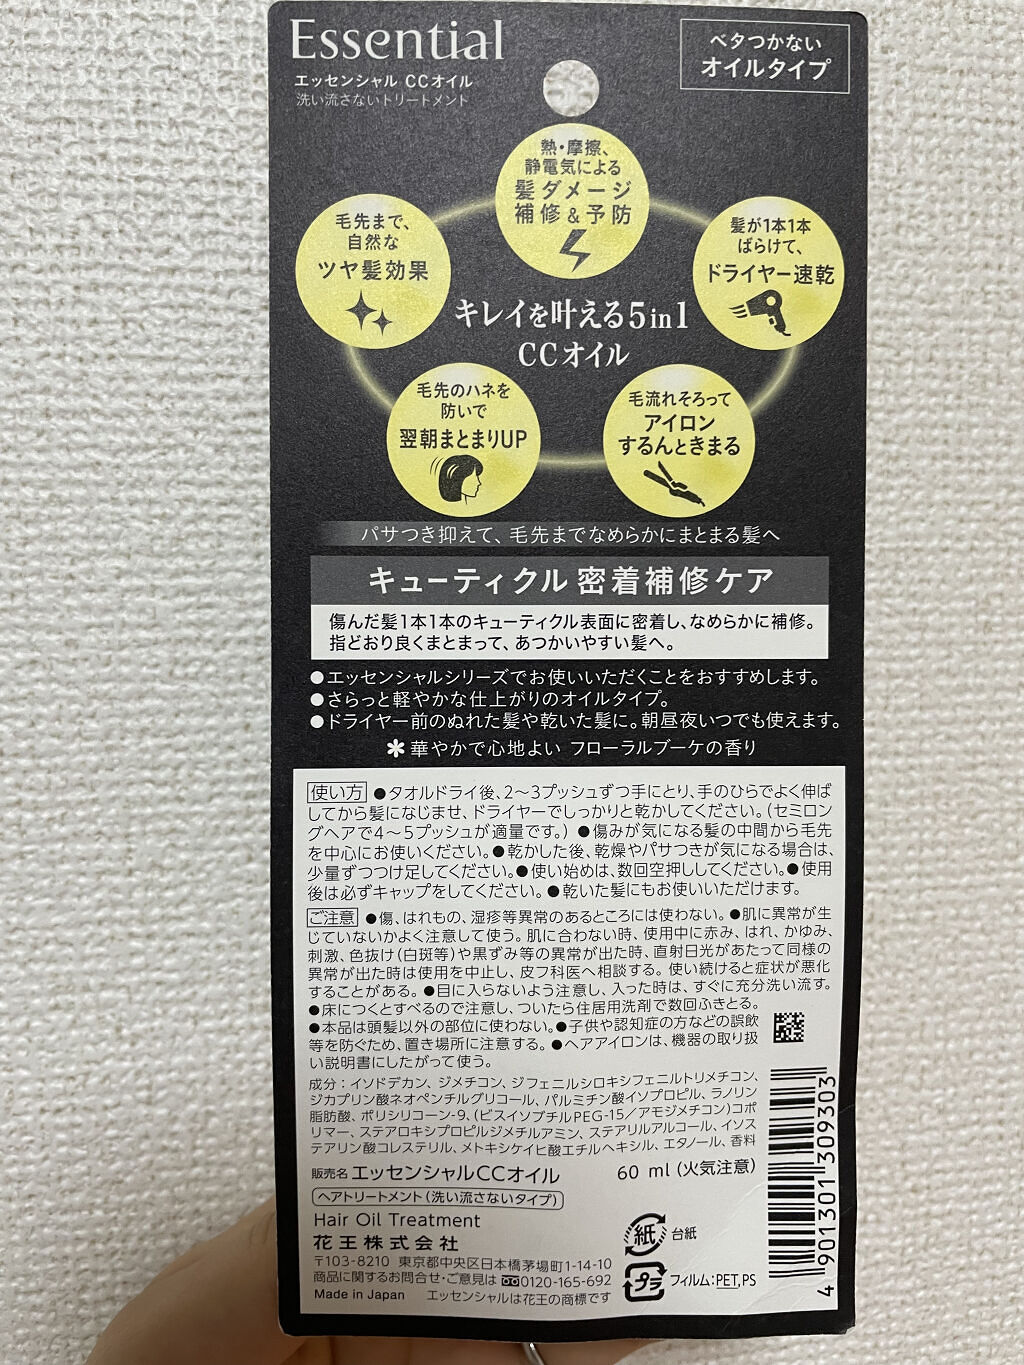 Essential
エッセンシャル CCオイル
洗い流さないトリートメント
ベタつかない
オイルタイプ
熱・摩擦、
静電気による
髪ダメージ
補修&予防
毛先まで、
自然な
ツヤ髪効果
髪が1本1本
ばらけて、
ドライヤー速乾
キレイを叶える5in1
CCオイル
毛先のハネを
防いで
翌朝まとまりUP
毛流れそろって
アイロン
するんときまる
パサつき抑えて、毛先までなめらかにまとまる髪へ
キューティクル 密着補修ケア
傷んだ髪1本1本のキューティクル表面に密着し、なめらかに補修。
指どおり良くまとまって、あつかいやすい髪へ。
●エッセンシャルシリーズでお使いいただくことをおすすめします。
●さらっと軽やかな仕上がりのオイルタイプ。
●ドライヤー前のぬれた髪や乾いた髪に。朝昼夜いつでも使えます。
✻華やかで心地よい フローラルブーケの香り
使い方 ●タオルドライ後、2〜3プッシュずつ手にとり、手のひらでよく伸ば
してから髪になじませ、ドライヤーでしっかりと乾かしてください。(セミロン
グヘアで4〜5プッシュが適量です。) ●傷みが気になる髪の中間から毛先
を中心にお使いください。●乾かした後、乾燥やパサつきが気になる場合は、
少量ずつつけ足してください。●使い始めは、数回空押ししてください。●使用
後は必ずキャップをしてください。●乾いた髪にもお使いいただけます。
ご注意 ●傷、はれもの、湿疹等異常のあるところには使わない。●肌に異常が生
じていないかよく注意して使う。肌に合わない時、使用中に赤み、はれ、かゆみ、
刺激、色抜け(白斑等)や黒ずみ等の異常が出た時、直射日光があたって同様の
異常が出た時は使用を中止し、皮フ科医へ相談する。使い続けると症状が悪化
することがある。●目に入らないよう注意し、入った時は、すぐに充分洗い流す。
●床につくとすべるので注意し、ついたら住居用洗剤で数回ふきとる。
●本品は頭髪以外の部位に使わない。●子供や認知症の方などの誤飲
等を防ぐため、置き場所に注意する。●ヘアアイロンは、機器の取り扱
い説明書にしたがって使う。
成分:イソドデカン、ジメチコン、ジフェニルシロキシフェニルトリメチコン、
ジカプリン酸ネオペンチルグリコール、パルミチン酸イソプロピル、ラノリン
脂肪酸、ポリシリコーン-9、(ビスイソブチルPEG-15/アモジメチコン)コポ
リマー、ステアロキシプロピルジメチルアミン、ステアリルアルコール、イソス
テアリン酸コレステリル、メトキシケイヒ酸エチルヘキシル、エタノール、香料
販売名 エッセンシャルCCオイル 60 ml (火気注意)
ヘアトリートメント(洗い流さないタイプ)
Hair Oil Treatment
花王株式会社
〒103-8210 東京都中央区日本橋茅場町1-14-10
商品に関するお問合せ・ご意見は 0120-165-692
Made in Japan エッセンシャルは花王の商標です
紙 台紙
プラ フィルム:PET,PS
4 901301 309303